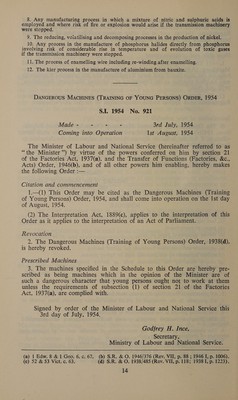 8. Any manufacturing process in which a mixture of nitric and sulphuric acids is
employed and where risk of fire or explosion would arise if the transmission machinery
were stopped.
9. The reducing, volatilising and decomposing processes in the production of nickel.
10. Any process in the manufacture of phosphorus halides directly from phosphorus
involving risk of considerable rise in temperature and of evolution of toxic gases
if the transmission machinery were stopped.
11. The process of enamelling wire including re-winding after enamelling.
12. The kier process in the manufacture of aluminium from bauxite.
DANGEROUS MACHINES (TRAINING OF YOUNG PERSONS) ORDER, 1954
S.I. 1954 No. 921
Made - - - - 3rd July, 1954
Coming into Operation 1st August, 1954
The Minister of Labour and National Service (hereinafter referred to as
“ the Minister ”) by virtue of the powers conferred on him by section 21
of the Factories Act, 1937(a), and the Transfer of Functions (Factories, &c.,
Acts) Order, 1946(b), and of all other powers him enabling, hereby makes
the following Order :—
Citation and commencement
1.—(1) This Order may be cited as the Dangerous Machines (Training
of Young Persons) Order, 1954, and shall come into operation on the 1st day
of August, 1954.
(2) The Interpretation Act, 1889(c), applies to the interpretation of this
Order as it applies to the interpretation of an Act of Parliament.
Revocation
2. The Dangerous Machines (Training of Young Persons) Order, 1938(d),
is hereby revoked.
Prescribed Machines
3. The machines specified in the Schedule to this Order are hereby pre-
scribed as being machines which in the opinion of the Minister are of
such a dangerous character that young persons ought not to work at them
unless the requirements of subsection (1) of section 21 of the Factories
Act, 1937(a), are complied with.
Signed by order of the Minister of Labour and National Service this
3rd day of July, 1954.
Godfrey H. Ince,
Secretary,
Ministry of Labour and National Service.
(a) 1 Edw. 8 & 1 Geo. 6, c. 67. (b) S.R. & O. 1946/376 (Rev. VII, p. 88 ; 1946 I, p. 1006).
(c) 52 & 53 Vict. c. 63. (d) S.R. & O. 1938/485 (Rev. VII, p. 118: 1938 I, p. 1223).
14